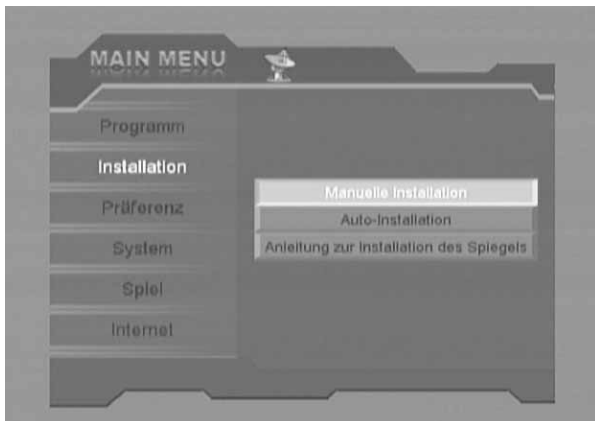 MAIN MENU
Programm
Installation
Präferenz
System
Spiel
Internet
Manuelle Installation
Auto-Installation
Anleitung zur Installation des Spiegels